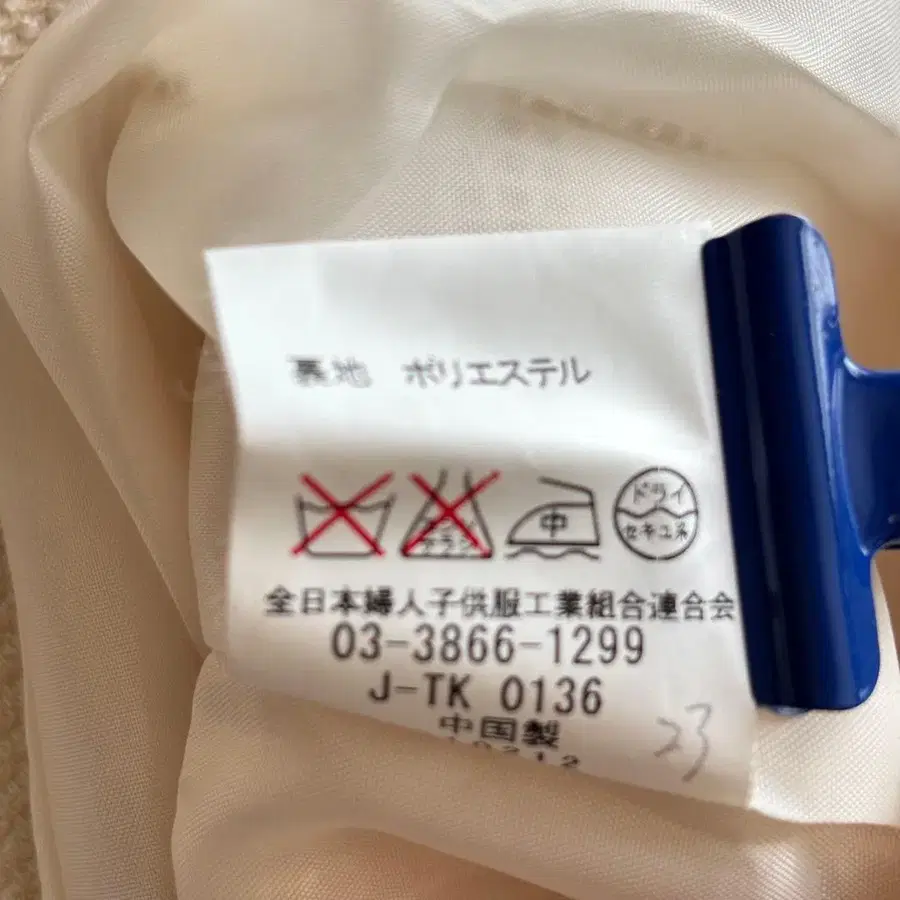 裏地 ポリエステル
中
ドライ
セキユ系
全日本婦人子供服工業組合連合会
03-3866-1299
J-TK 0136
中国製
23